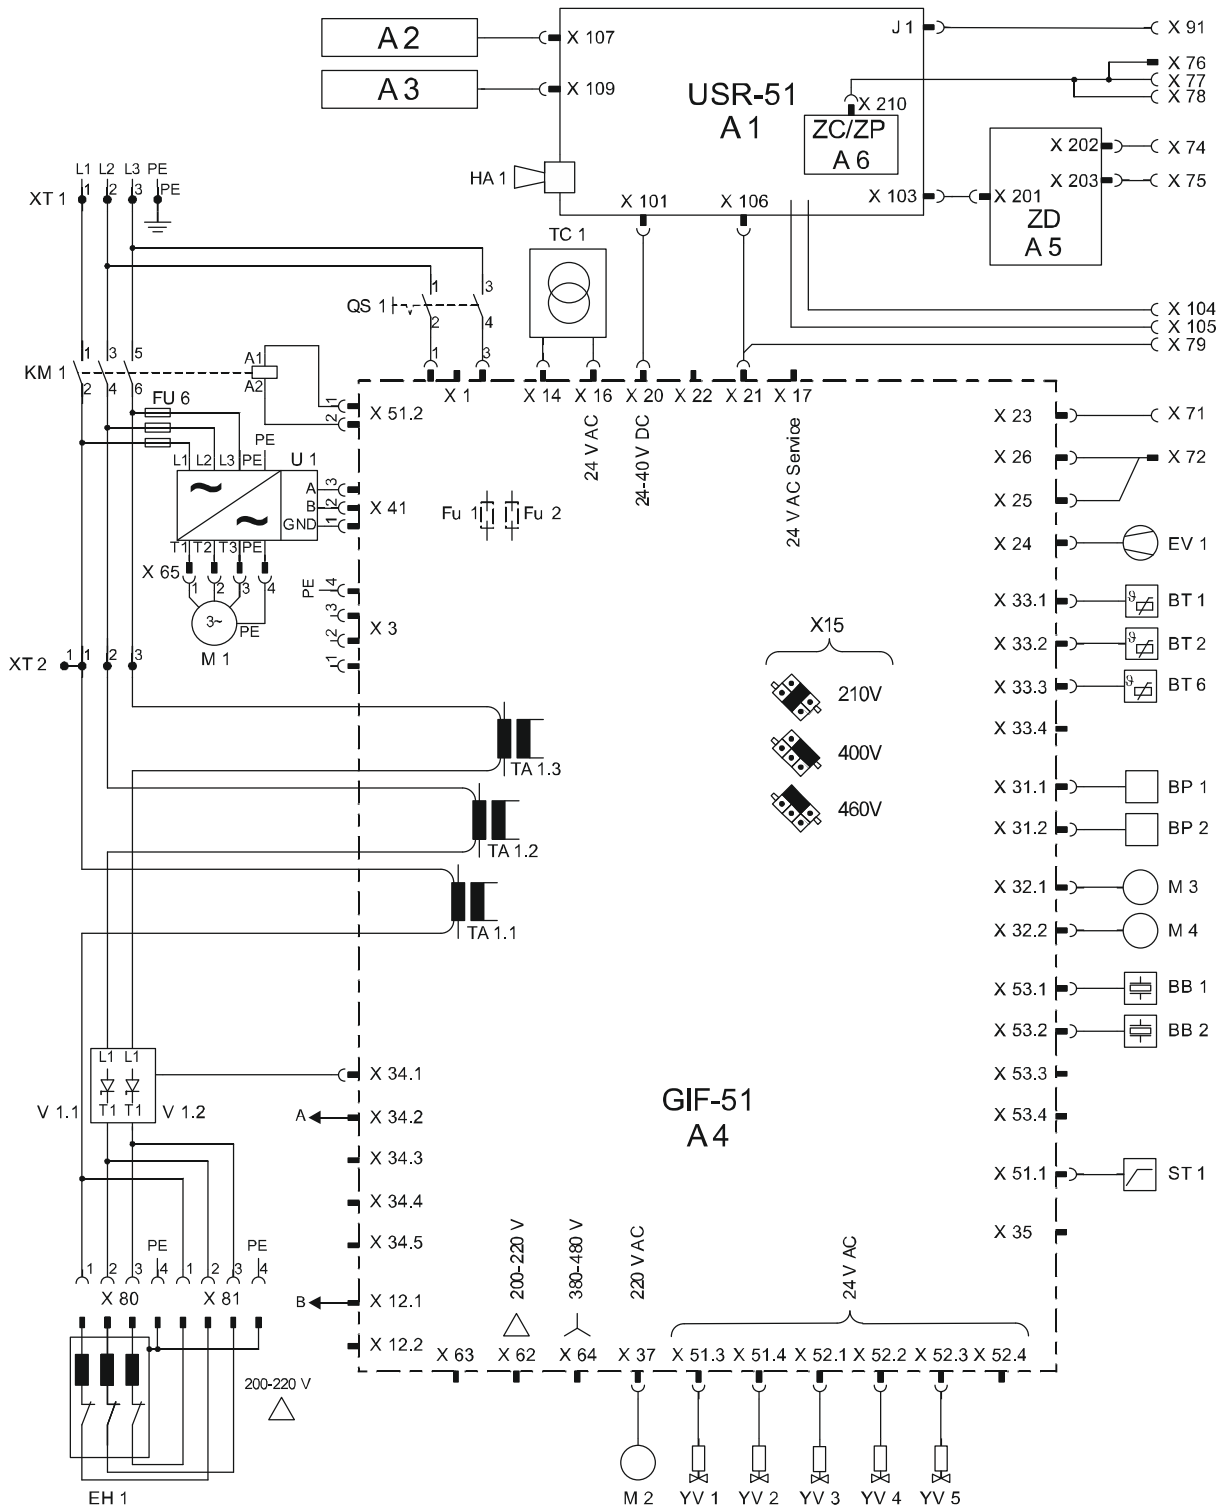 A 2
X 107
J 1
X 91
A 3
X 109
USR-51
A 1
X 76
X 77
X 78
X 210
ZC/ZP
A 6
X 202
X 74
X 203
X 75
HA 1
X 101
X 106
X 103
X 201
ZD
A 5
L1 L2 L3 PE
XT 1
1 2 3 PE
TC 1
QS 1
1 3
2 4
X 104
X 105
X 79
KM 1
1 3 5
2 4 6
A1
A2
1 3
X 1
X 14
X 16
X 20
X 22
X 21
X 17
24 V AC
24-40 V DC
24 V AC Service
1
2
X 51.2
FU 6
L1 L2 L3 PE
PE
U 1
A 3
B 2
GND 1
X 41
T1 T2 T3 PE
X 65
1 2 3 4
3~
PE
M 1
Fu 1
Fu 2
PE 4
3
2
1
X 3
XT 2
1 2 3
X15
210V
400V
460V
X 23
X 71
X 26
X 72
X 25
X 24
EV 1
X 33.1
ϑ
BT 1
X 33.2
ϑ
BT 2
X 33.3
ϑ
BT 6
X 33.4
X 31.1
BP 1
X 31.2
BP 2
X 32.1
M 3
X 32.2
M 4
X 53.1
BB 1
X 53.2
BB 2
X 53.3
X 53.4
X 51.1
ST 1
X 35
TA 1.3
TA 1.2
TA 1.1
L1 L1
T1 T1
V 1.1
V 1.2
X 34.1
A
X 34.2
X 34.3
X 34.4
X 34.5
B
X 12.1
X 12.2
GIF-51
A 4
200-220 V
380-480 V
220 V AC
24 V AC
X 63
X 62
X 64
X 37
X 51.3
X 51.4
X 52.1
X 52.2
X 52.3
X 52.4
PE PE
1 2 3 4 1 2 3 4
X 80
X 81
200-220 V
EH 1
M 2
YV 1
YV 2
YV 3
YV 4
YV 5